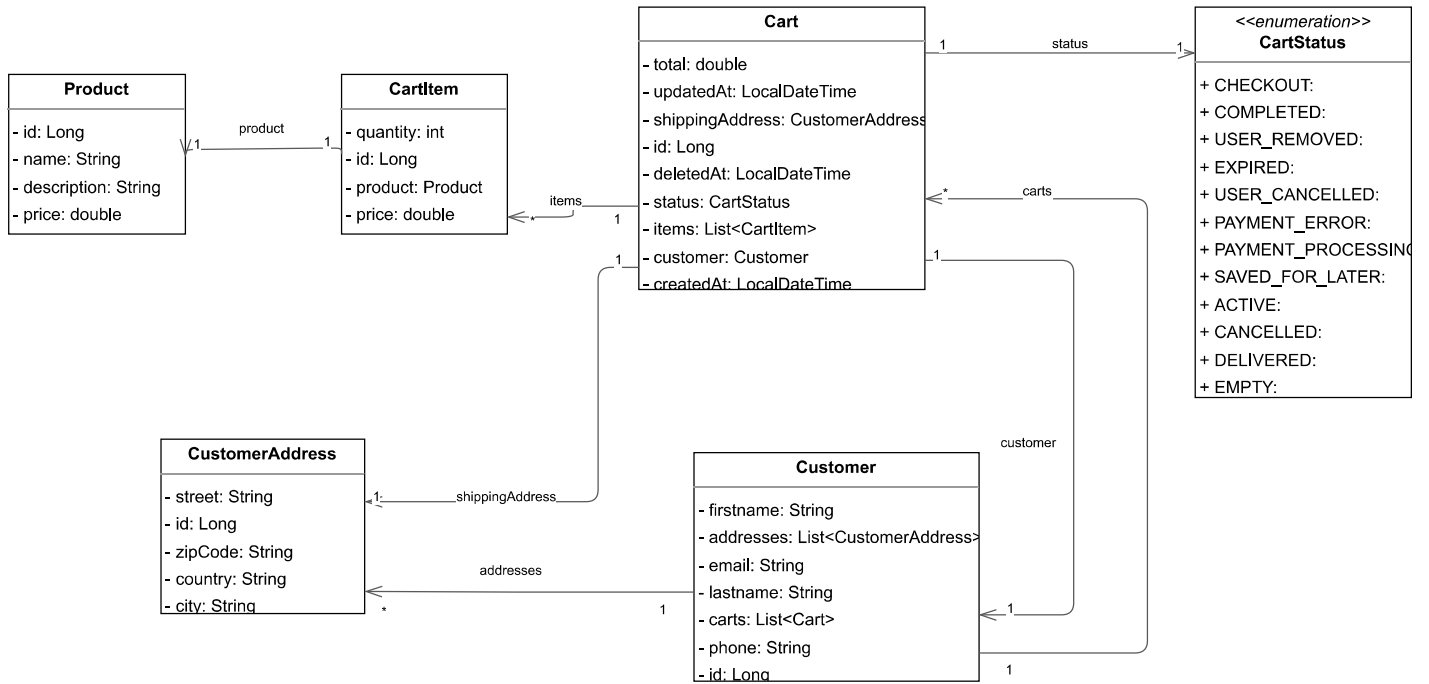 Product
- id: Long
- name: String
- description: String
- price: double
product
1
1
CartItem
- quantity: int
- id: Long
- product: Product
- price: double
items
*
1
Cart
- total: double
- updatedAt: LocalDateTime
- shippingAddress: CustomerAddress
- id: Long
- deletedAt: LocalDateTime
- status: CartStatus
- items: List<CartItem>
- customer: Customer
- createdAt: LocalDateTime
1
status
1
<<enumeration>>
CartStatus
+ CHECKOUT:
+ COMPLETED:
+ USER_REMOVED:
+ EXPIRED:
+ USER_CANCELLED:
+ PAYMENT_ERROR:
+ PAYMENT_PROCESSING
+ SAVED_FOR_LATER:
+ ACTIVE:
+ CANCELLED:
+ DELIVERED:
+ EMPTY:
*
carts
1
1
customer
1
1
shippingAddress
1
CustomerAddress
- street: String
- id: Long
- zipCode: String
- country: String
- city: String
addresses
*
1
Customer
- firstname: String
- addresses: List<CustomerAddress>
- email: String
- lastname: String
- carts: List<Cart>
- phone: String
- id: Long
1